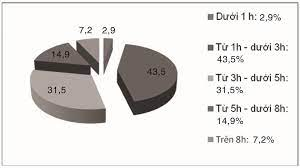 7,2
2,9
14,9
43,5
31,5
Dưới 1 h: 2,9%
Từ 1h - dưới 3h:
43,5%
Từ 3h - dưới 5h:
31,5%
Từ 5h - dưới 8h:
14,9%
Trên 8h: 7,2%